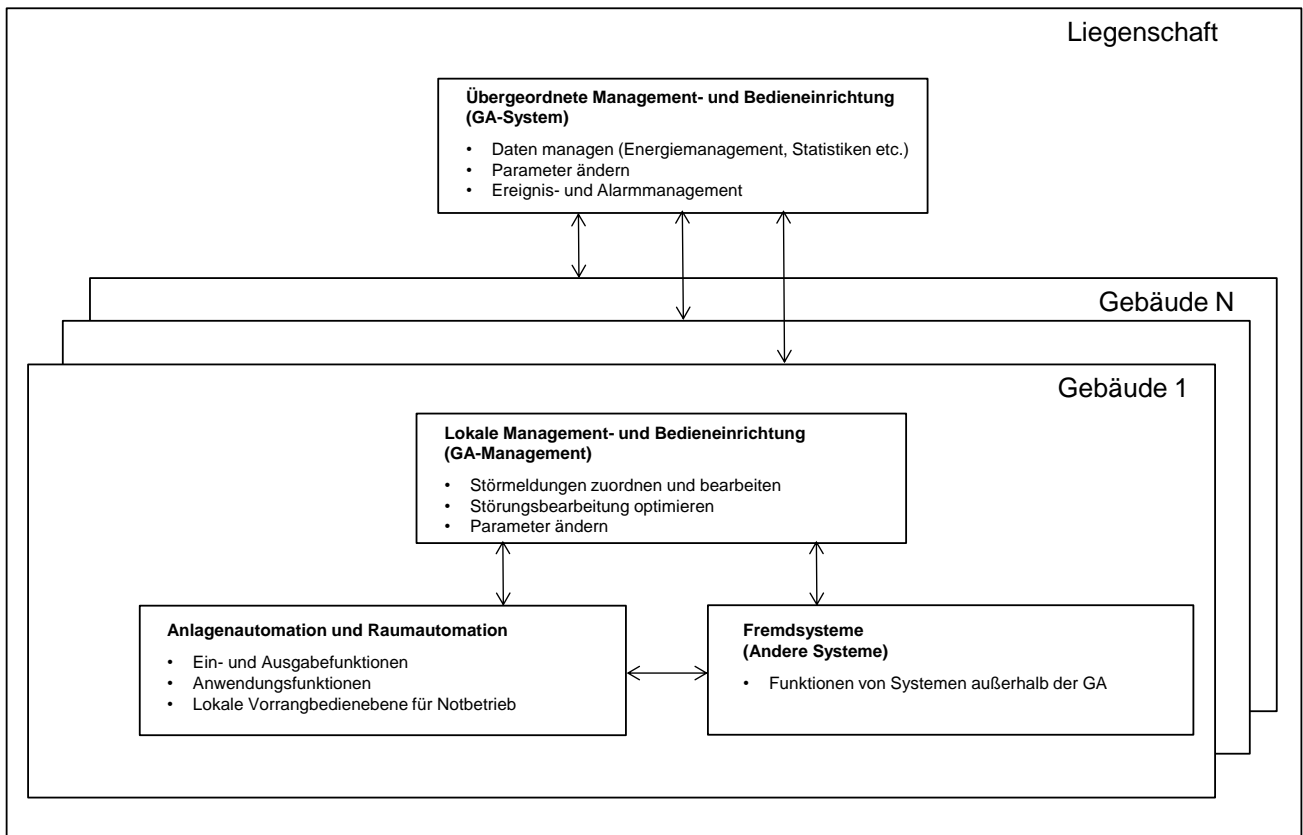 Liegenschaft
Übergeordnete Management- und Bedieneinrichtung
(GA-System)
• Daten managen (Energiemanagement, Statistiken etc.)
• Parameter ändern
• Ereignis- und Alarmmanagement
Gebäude N
Gebäude 1
Lokale Management- und Bedieneinrichtung
(GA-Management)
• Störmeldungen zuordnen und bearbeiten
• Störungsbearbeitung optimieren
• Parameter ändern
Anlagenautomation und Raumautomation
• Ein- und Ausgabefunktionen
• Anwendungsfunktionen
• Lokale Vorrangbedienebene für Notbetrieb
Fremdsysteme
(Andere Systeme)
• Funktionen von Systemen außerhalb der GA